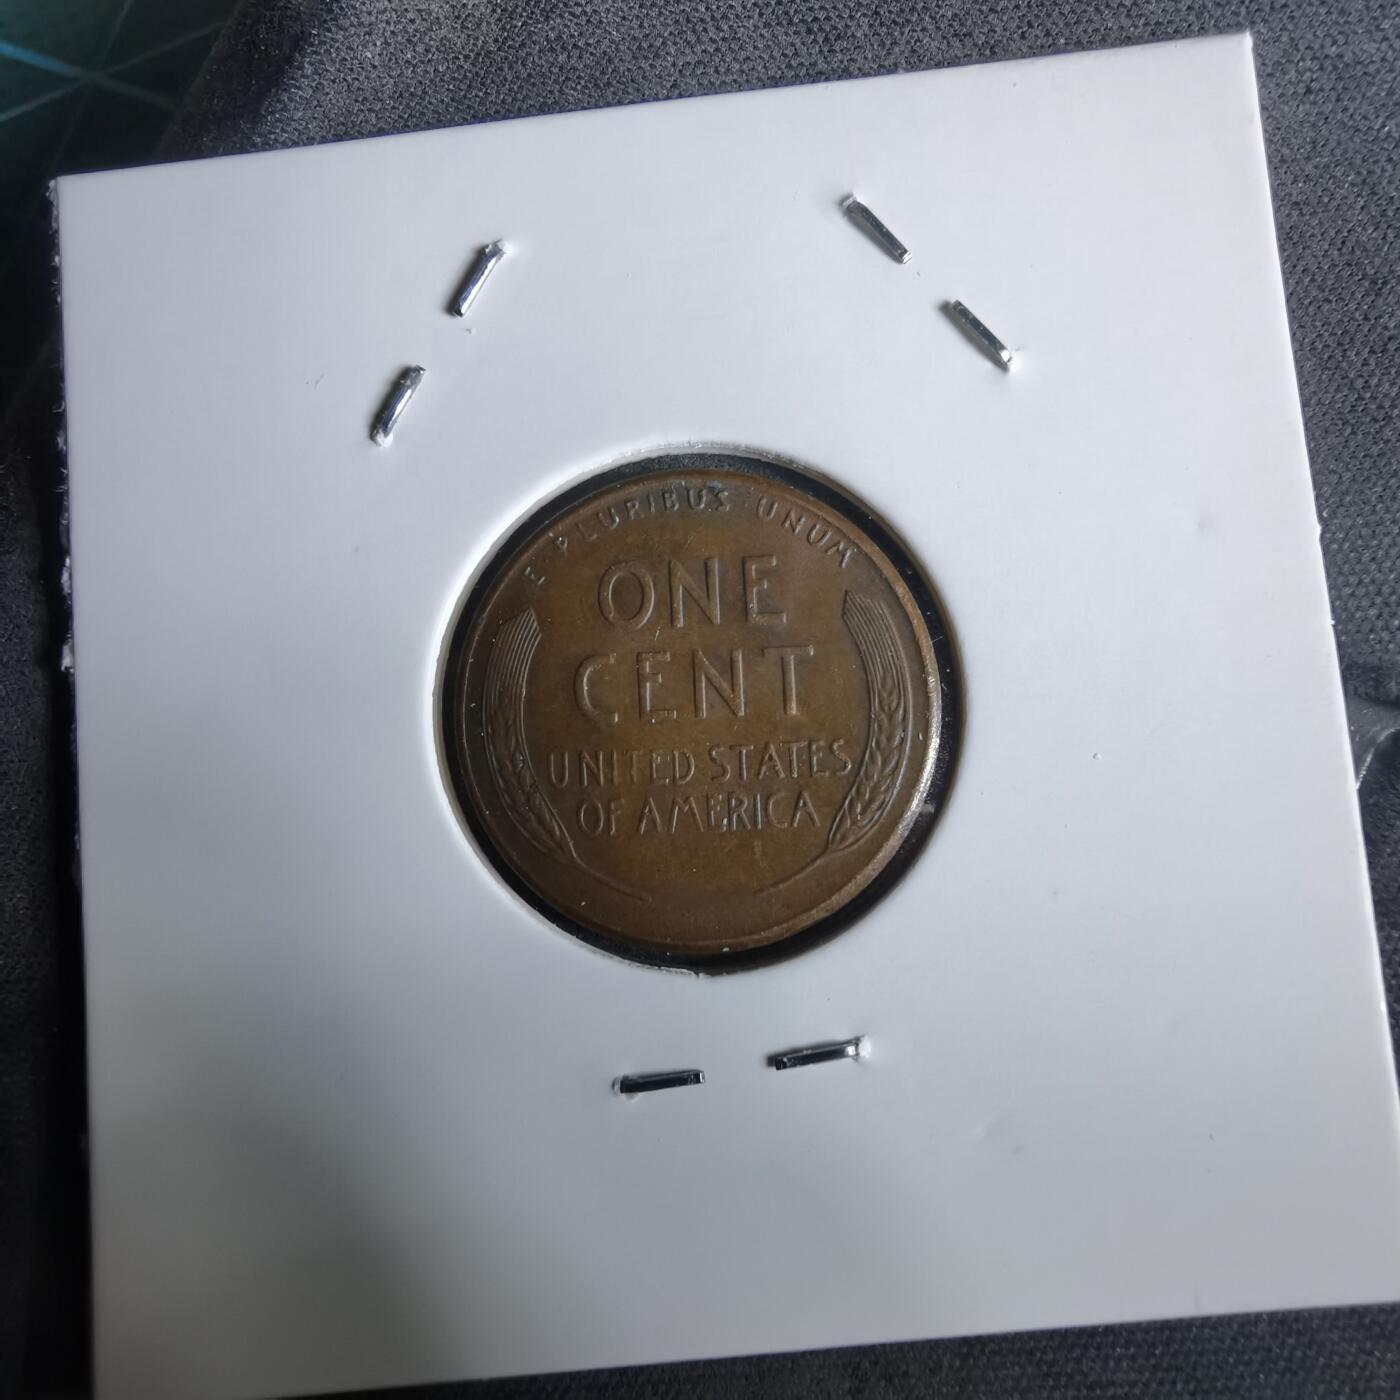 E PLURIBUS UNUM
ONE
CENT
UNITED STATES
OF AMERICA